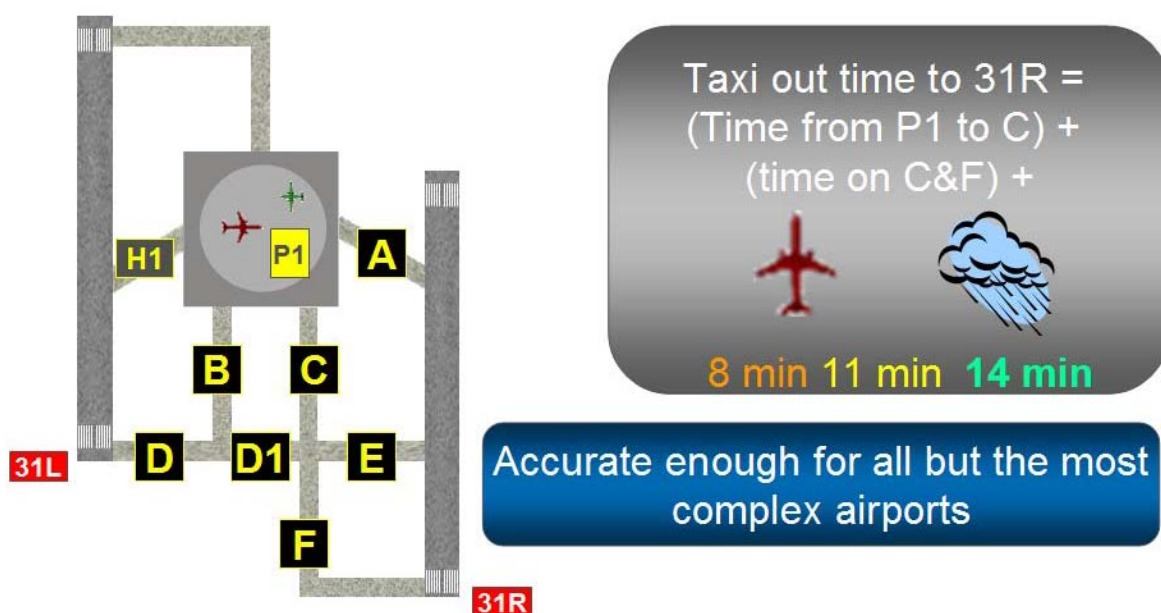 Taxi out time to 31R =
(Time from P1 to C) +
(time on C&F) +
8 min 11 min 14 min
Accurate enough for all but the most
complex airports
H1
P1
A
B
C
D
D1
E
31L
F
31R